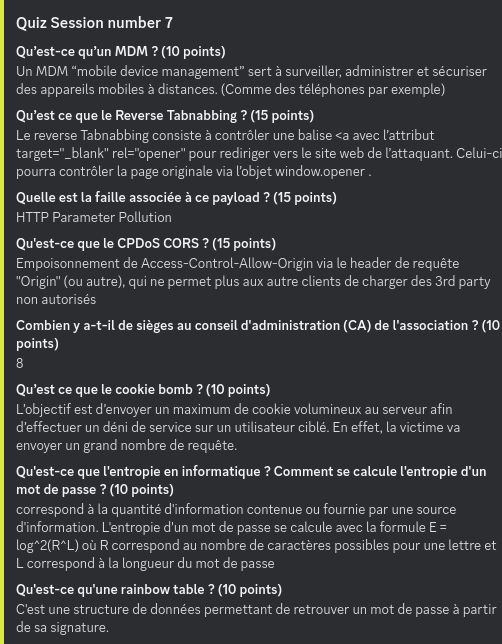 Quiz Session number 7
Qu'est-ce qu'un MDM ? (10 points)
Un MDM “mobile device management” sert à surveiller, administrer et sécuriser
des appareils mobiles à distances. (Comme des téléphones par exemple)
Qu'est ce que le Reverse Tabnabbing ? (15 points)
Le reverse Tabnabbing consiste à contrôler une balise <a avec l'attribut
target="_blank" rel="opener" pour rediriger vers le site web de l'attaquant. Celui-ci
pourra contrôler la page originale via l'objet window.opener .
Quelle est la faille associée à ce payload ? (15 points)
HTTP Parameter Pollution
Qu'est-ce que le CPDoS CORS ? (15 points)
Empoisonnement de Access-Control-Allow-Origin via le header de requête
"Origin" (ou autre), qui ne permet plus aux autre clients de charger des 3rd party
non autorisés
Combien y a-t-il de sièges au conseil d'administration (CA) de l'association ? (10
points)
8
Qu'est ce que le cookie bomb ? (10 points)
L'objectif est d'envoyer un maximum de cookie volumineux au serveur afin
d'effectuer un déni de service sur un utilisateur ciblé. En effet, la victime va
envoyer un grand nombre de requête.
Qu'est-ce que l'entropie en informatique ? Comment se calcule l'entropie d'un
mot de passe ? (10 points)
correspond à la quantité d'information contenue ou fournie par une source
d'information. L'entropie d'un mot de passe se calcule avec la formule E =
log^2(R^L) où R correspond au nombre de caractères possibles pour une lettre et
L correspond à la longueur du mot de passe
Qu'est-ce qu'une rainbow table ? (10 points)
C'est une structure de données permettant de retrouver un mot de passe à partir
de sa signature.